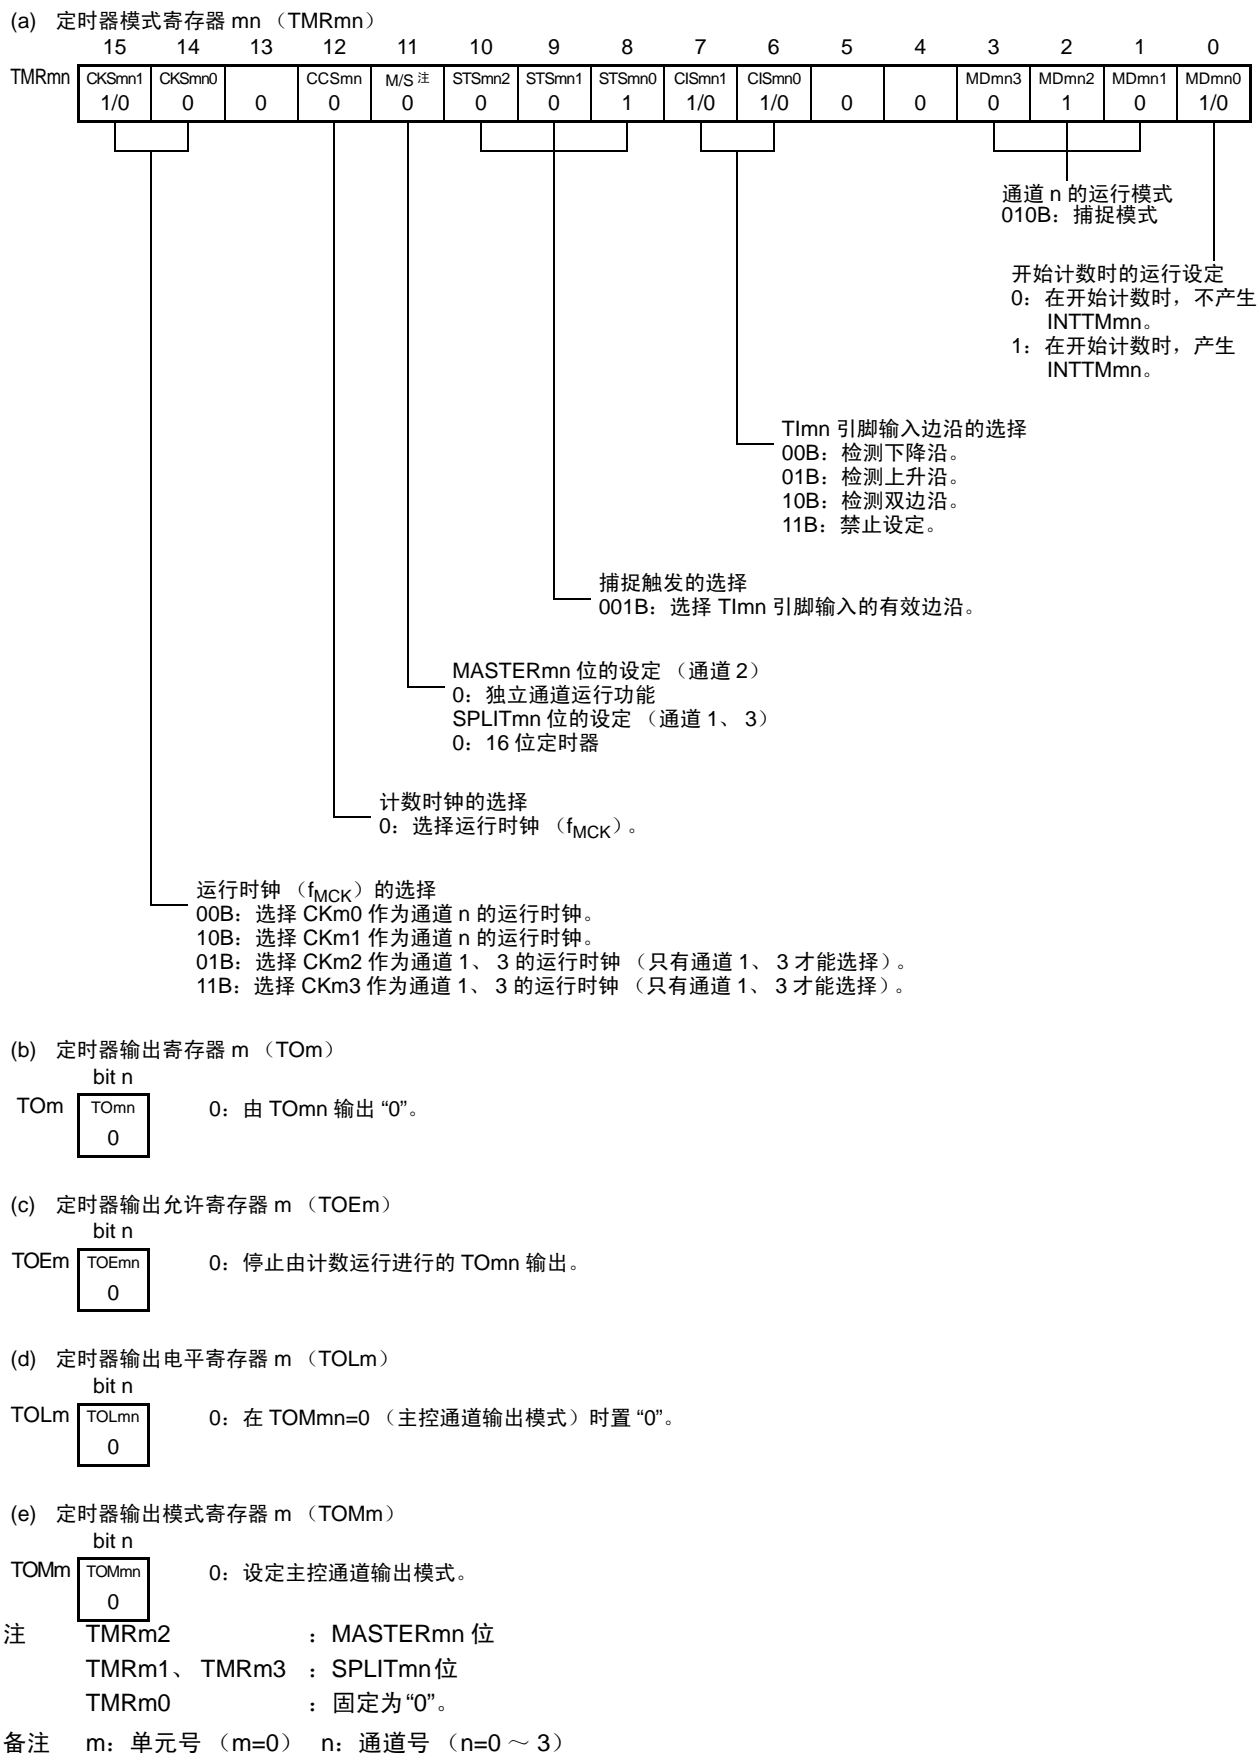 (a) 定时器模式寄存器 mn （TMRmn）
15 14 13 12 11 10 9 8 7 6 5 4 3 2 1 0
TMRmn CKSmn1 CKSmn0 CCSmn M/S 注 STSmn2 STSmn1 STSmn0 CISmn1 CISmn0 MDmn3 MDmn2 MDmn1 MDmn0
1/0 0 0 0 0 0 0 1 1/0 1/0 0 0 0 1 0 1/0
通道 n 的运行模式
010B：捕捉模式
开始计数时的运行设定
0：在开始计数时，不产生
INTTMmn。
1：在开始计数时，产生
INTTMmn。
TImn 引脚输入边沿的选择
00B：检测下降沿。
01B：检测上升沿。
10B：检测双边沿。
11B：禁止设定。
捕捉触发的选择
001B：选择 TImn 引脚输入的有效边沿。
MASTERmn 位的设定 （通道 2）
0：独立通道运行功能
SPLITmn 位的设定 （通道 1、 3）
0：16 位定时器
计数时钟的选择
0：选择运行时钟 （fMCK）。
运行时钟 （fMCK）的选择
00B：选择 CKm0 作为通道 n 的运行时钟。
10B：选择 CKm1 作为通道 n 的运行时钟。
01B：选择 CKm2 作为通道 1、 3 的运行时钟 （只有通道 1、 3 才能选择）。
11B：选择 CKm3 作为通道 1、 3 的运行时钟 （只有通道 1、 3 才能选择）。
(b) 定时器输出寄存器 m （TOm）
bit n
TOm TOmn 0：由 TOmn 输出 “0”。
0
(c) 定时器输出允许寄存器 m （TOEm）
bit n
TOEm TOEmn 0：停止由计数运行进行的 TOmn 输出。
0
(d) 定时器输出电平寄存器 m （TOLm）
bit n
TOLm TOLmn 0：在 TOMmn=0 （主控通道输出模式）时置 “0”。
0
(e) 定时器输出模式寄存器 m （TOMm）
bit n
TOMm TOMmn 0：设定主控通道输出模式。
0
注 TMRm2 ：MASTERmn 位
TMRm1、 TMRm3 ：SPLITmn 位
TMRm0 ：固定为 “0”。
备注 m：单元号 （m=0） n：通道号 （n=0 ～ 3）